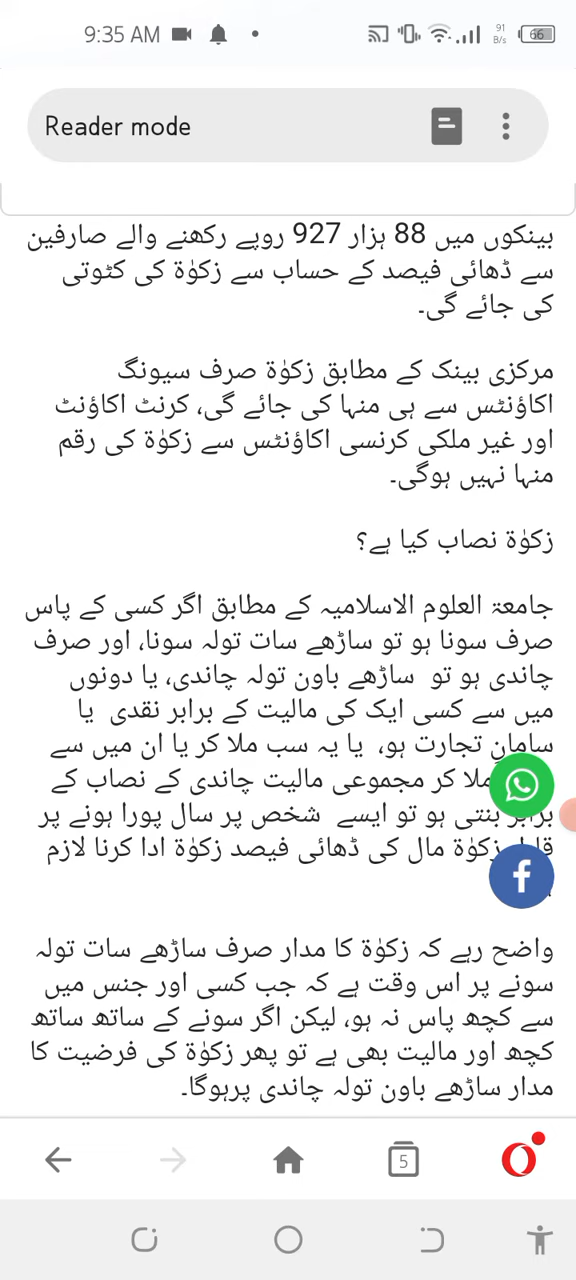 9:35 AM
91
B/s
66
Reader mode
بینکوں میں 88 ہزار 927 روپے رکھنے والے صارفین
سے ڈھائی فیصد کے حساب سے زکوٰۃ کی کٹوتی
کی جائے گی۔
مرکزی بینک کے مطابق زکوٰۃ صرف سیونگ
اکاؤنٹس سے ہی منہا کی جائے گی، کرنٹ اکاؤنٹ
اور غیر ملکی کرنسی اکاؤنٹس سے زکوٰۃ کی رقم
منہا نہیں ہوگی۔
زکوٰۃ نصاب کیا ہے؟
جامعۃ العلوم الاسلامیہ کے مطابق اگر کسی کے پاس
صرف سونا ہو تو ساڑھے سات تولہ سونا، اور صرف
چاندی ہو تو ساڑھے باون تولہ چاندی، یا دونوں
میں سے کسی ایک کی مالیت کے برابر نقدی یا
سامانِ تجارت ہو، یا یہ سب ملا کر یا ان میں سے
ملا کر مجموعی مالیت چاندی کے نصاب کے
برابر بنتی ہو تو ایسے شخص پر سال پورا ہونے پر
زکوٰۃ مال کی ڈھائی فیصد زکوٰۃ ادا کرنا لازم
واضح رہے کہ زکوٰۃ کا مدار صرف ساڑھے سات تولہ
سونے پر اس وقت ہے کہ جب کسی اور جنس میں
سے کچھ پاس نہ ہو، لیکن اگر سونے کے ساتھ ساتھ
کچھ اور مالیت بھی ہے تو پھر زکوٰۃ کی فرضیت کا
مدار ساڑھے باون تولہ چاندی پرہوگا۔
5